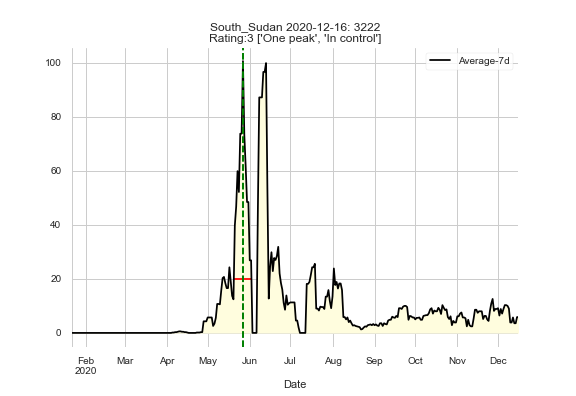 South_Sudan 2020-12-16: 3222
Rating:3 ['One peak', 'In control']
Average-7d
100
80
60
40
20
0
Feb Mar Apr May Jun Jul Aug Sep Oct Nov Dec
2020
Date